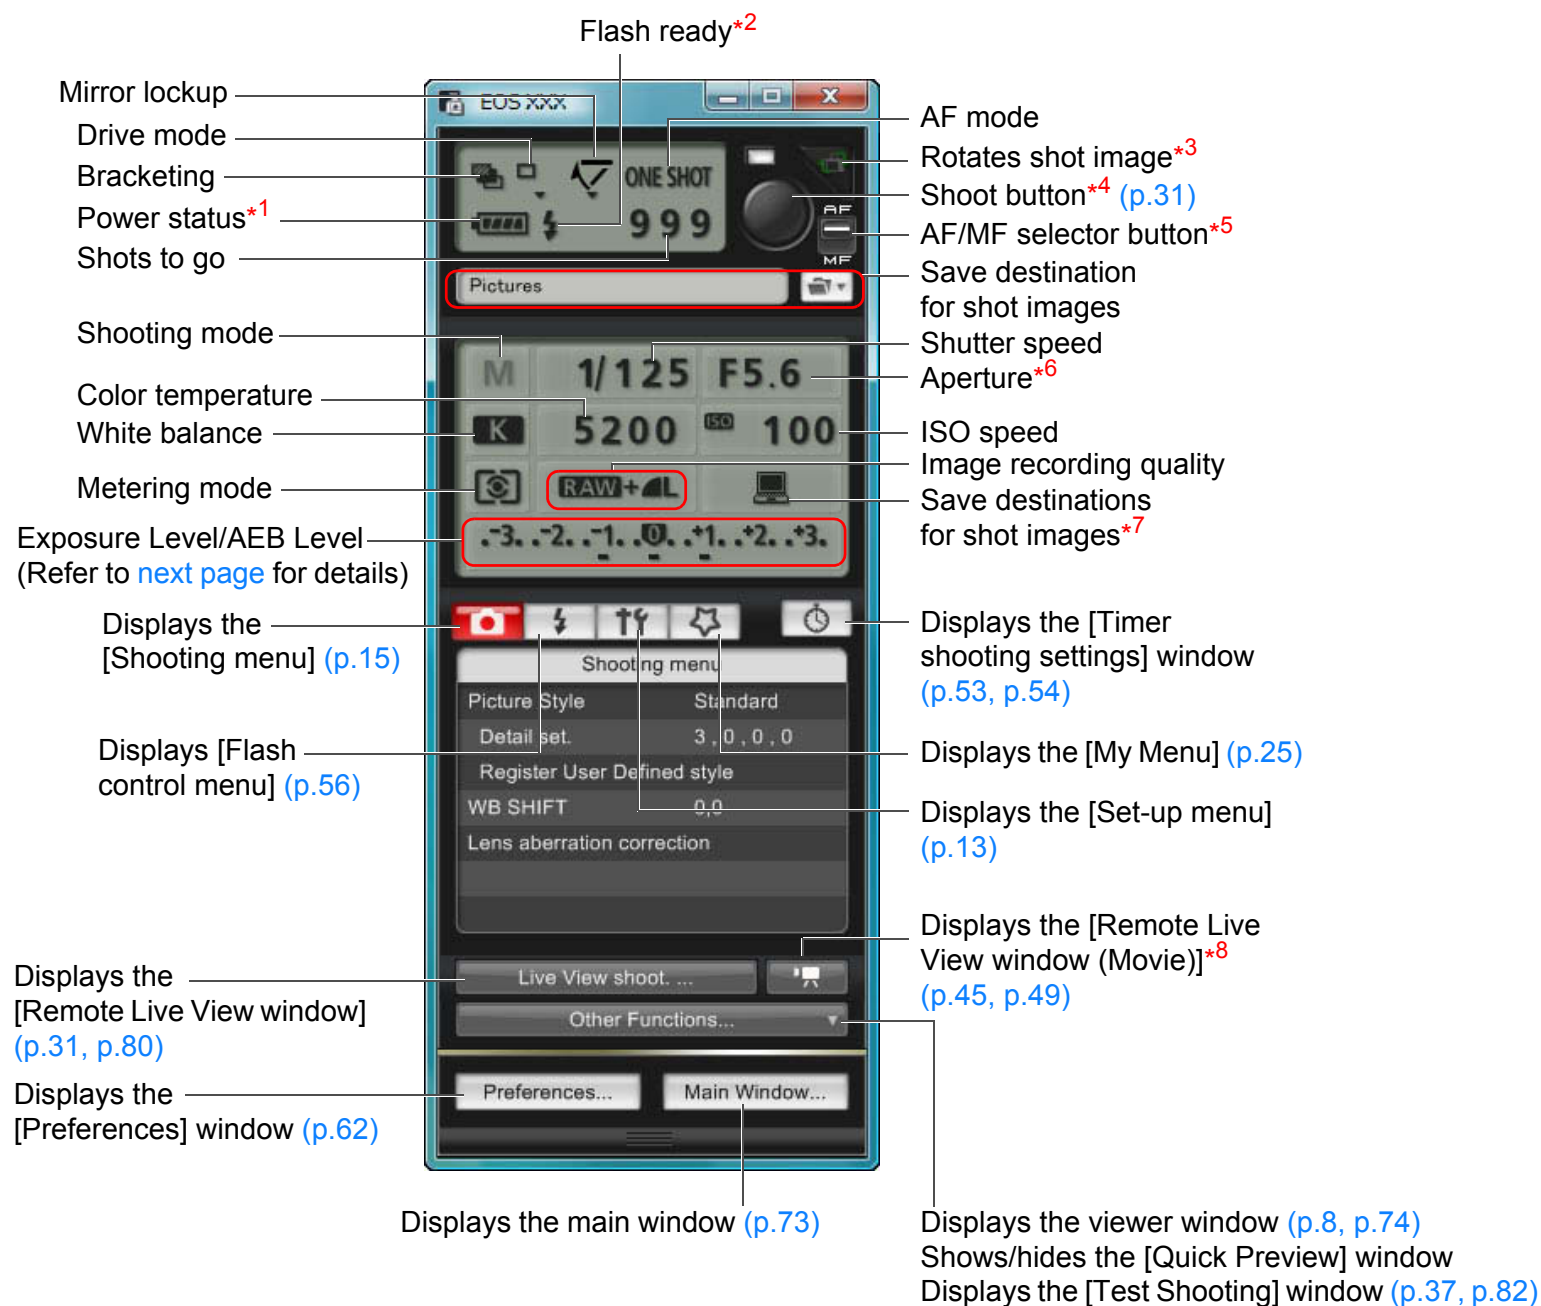 Flash ready*2
Mirror lockup
Drive mode
Bracketing
Power status*1
Shots to go
Shooting mode
Color temperature
White balance
Metering mode
Exposure Level/AEB Level
(Refer to next page for details)
Displays the
[Shooting menu] (p.15)
Displays [Flash
control menu] (p.56)
Displays the
[Remote Live View window]
(p.31, p.80)
Displays the
[Preferences] window (p.62)
EOS XXX
ONE SHOT
999
AF
MF
Pictures
M 1/125 F5.6
K 5200 ISO 100
RAW+L
.-3. .-2. .-1. .0. .+1. .+2. .+3.
Shooting menu
Picture Style Standard
Detail set. 3,0,0,0
Register User Defined style
WB SHIFT 0,0
Lens aberration correction
Live View shoot. ...
Other Functions...
Preferences... Main Window...
AF mode
Rotates shot image*3
Shoot button*4 (p.31)
AF/MF selector button*5
Save destination
for shot images
Shutter speed
Aperture*6
ISO speed
Image recording quality
Save destinations
for shot images*7
Displays the [Timer
shooting settings] window
(p.53, p.54)
Displays the [My Menu] (p.25)
Displays the [Set-up menu]
(p.13)
Displays the [Remote Live
View window (Movie)]*8
(p.45, p.49)
Displays the main window (p.73)
Displays the viewer window (p.8, p.74)
Shows/hides the [Quick Preview] window
Displays the [Test Shooting] window (p.37, p.82)